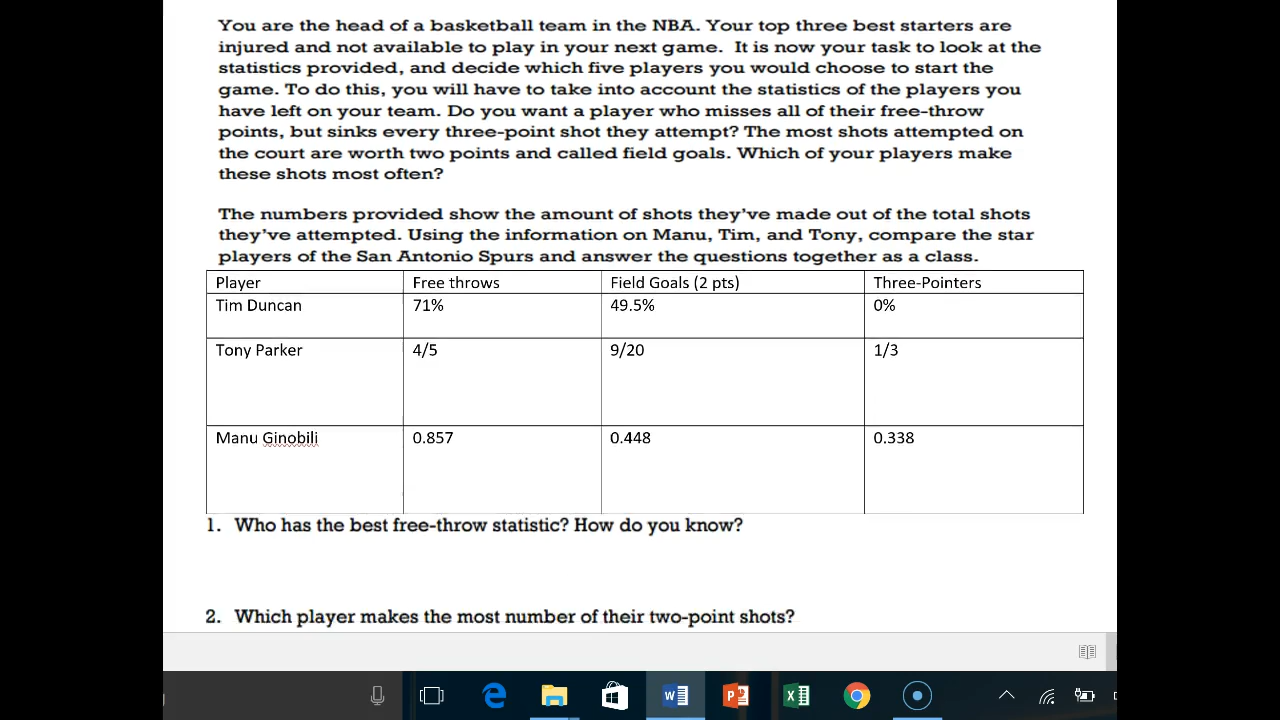 You are the head of a basketball team in the NBA. Your top three best starters are
injured and not available to play in your next game. It is now your task to look at the
statistics provided, and decide which five players you would choose to start the
game. To do this, you will have to take into account the statistics of the players you
have left on your team. Do you want a player who misses all of their free-throw
points, but sinks every three-point shot they attempt? The most shots attempted on
the court are worth two points and called field goals. Which of your players make
these shots most often?
The numbers provided show the amount of shots they've made out of the total shots
they've attempted. Using the information on Manu, Tim, and Tony, compare the star
players of the San Antonio Spurs and answer the questions together as a class.
Player Free throws Field Goals (2 pts) Three-Pointers
Tim Duncan 71% 49.5% 0%
Tony Parker 4/5 9/20 1/3
Manu Ginobili 0.857 0.448 0.338
1. Who has the best free-throw statistic? How do you know?
2. Which player makes the most number of their two-point shots?